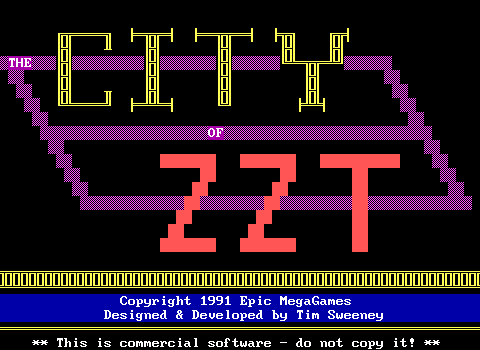 THE CITY
OF
ZZT
Copyright 1991 Epic MegaGames
Designed & Developed by Tim Sweeney
** This is commercial software - do not copy it! **